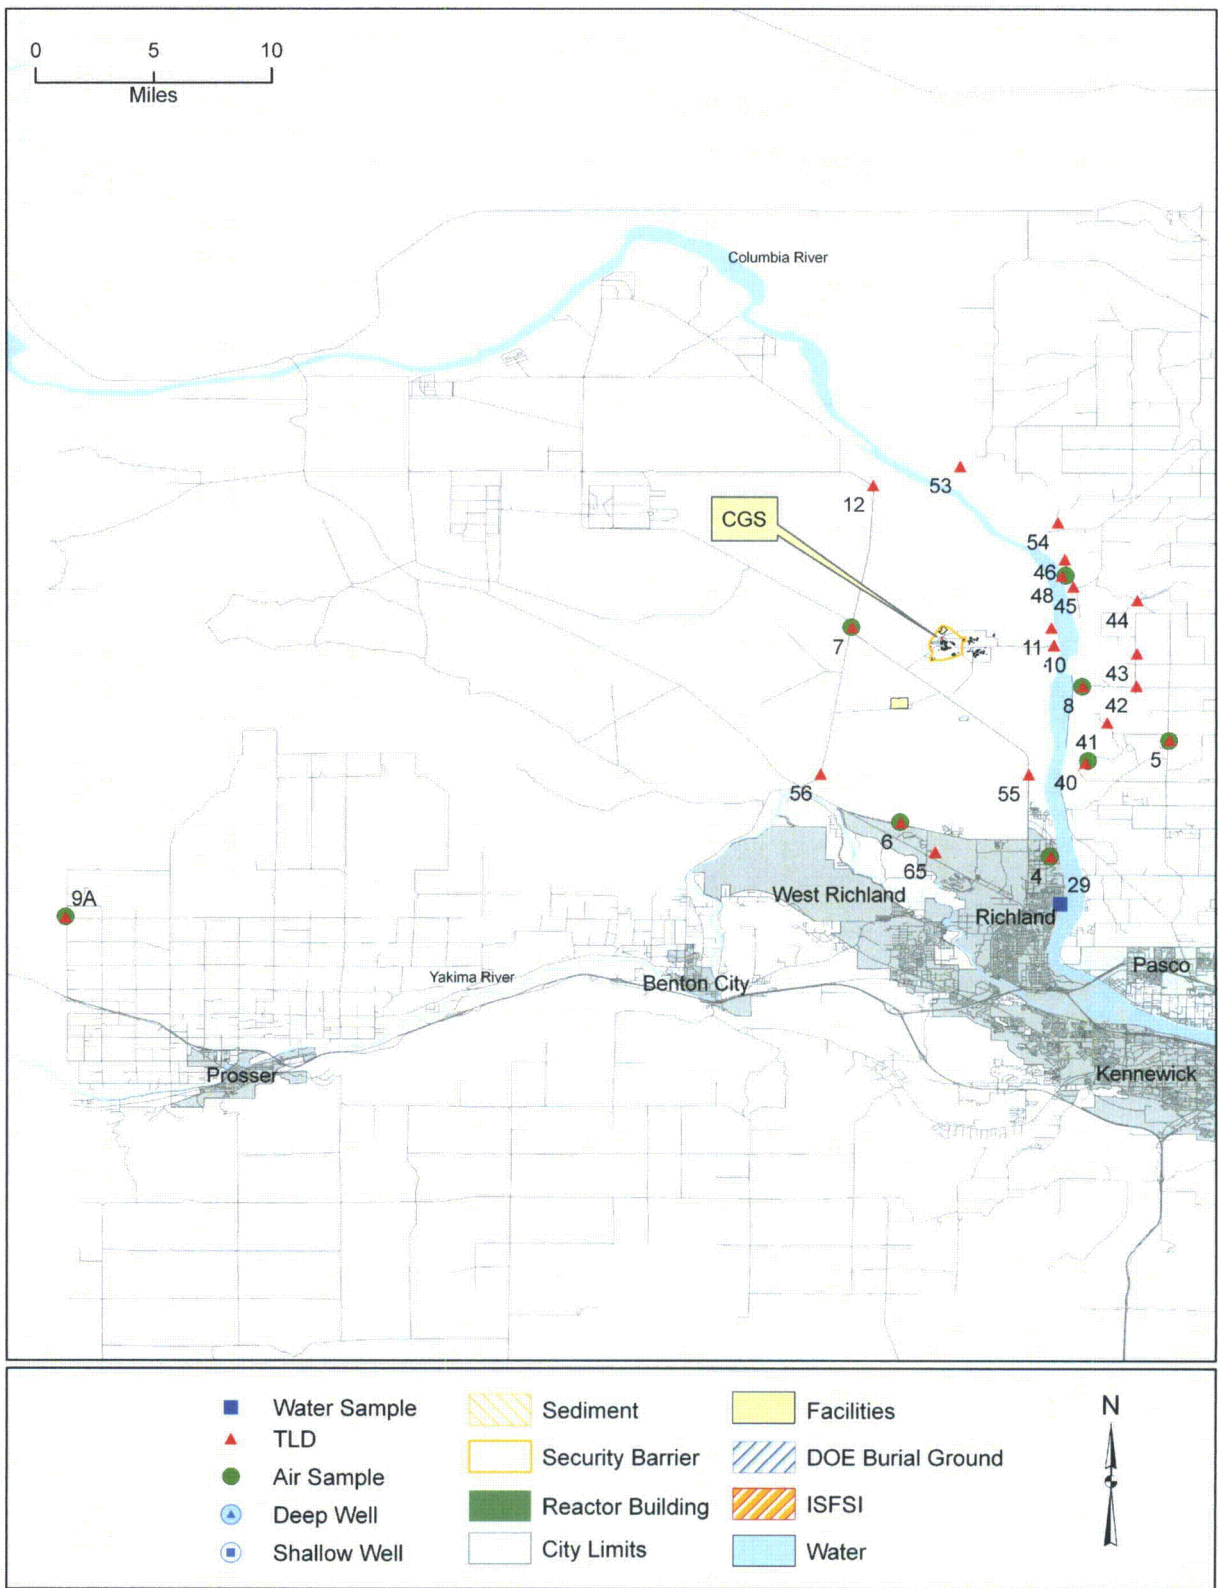 0 5 10
Miles
Columbia River
53
12
CGS
54
46
48
45
44
7
11
10
43
8
42
41
5
40
56
55
6
65
4
29
9A
West Richland
Richland
Pasco
Yakima River
Benton City
Prosser
Kennewick
Water Sample
TLD
Air Sample
Deep Well
Shallow Well
Sediment
Security Barrier
Reactor Building
City Limits
Facilities
DOE Burial Ground
ISFSI
Water
N